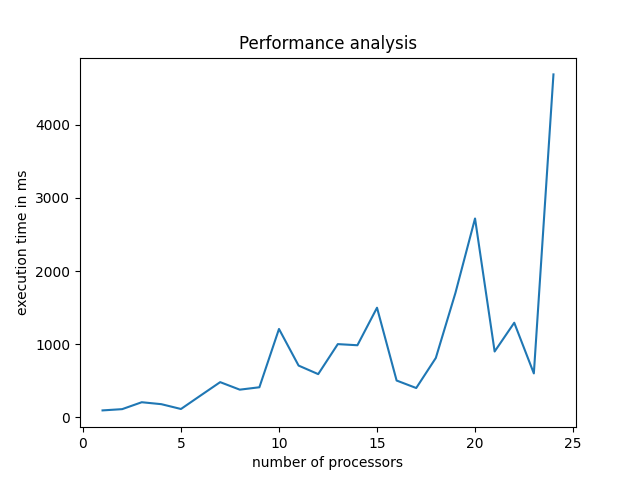 Performance analysis
execution time in ms
4000
3000
2000
1000
0
0 5 10 15 20 25
number of processors